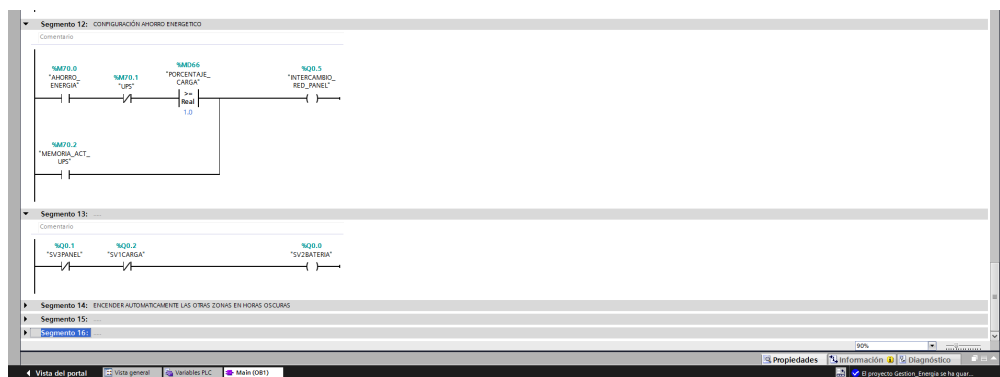 Segmento 12: CONFIGURACIÓN AHORRO ENERGETICO
Comentario
%M70.0
"AHORRO_
ENERGIA"
%M70.1
"UPS"
%MD66
"PORCENTAJE_
CARGA"
>=
Real
1.0
%Q0.5
"INTERCAMBIO_
RED_PANEL"
%M70.2
"MEMORIA_ACT_
UPS"
Segmento 13: ....
Comentario
%Q0.1
"SV3PANEL"
%Q0.2
"SV1CARGA"
%Q0.0
"SV2BATERIA"
Segmento 14: ENCENDER AUTOMATICAMENTE LAS OTRAS ZONAS EN HORAS OSCURAS
Segmento 15: ....
Segmento 16: ....
90%
Propiedades Información Diagnóstico
Vista del portal Vista general Variables PLC Main (OB1) El proyecto Gestion_Energia se ha guar...